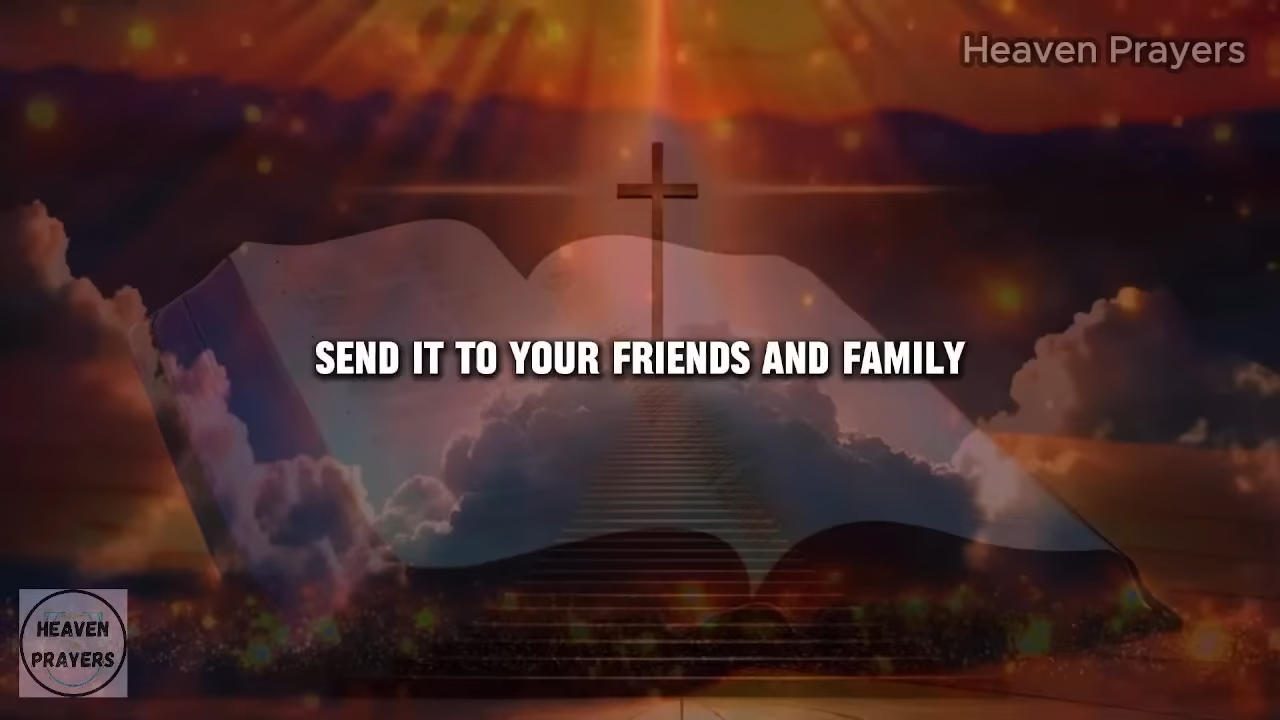 Heaven Prayers
SEND IT TO YOUR FRIENDS AND FAMILY
HEAVEN
PRAYERS